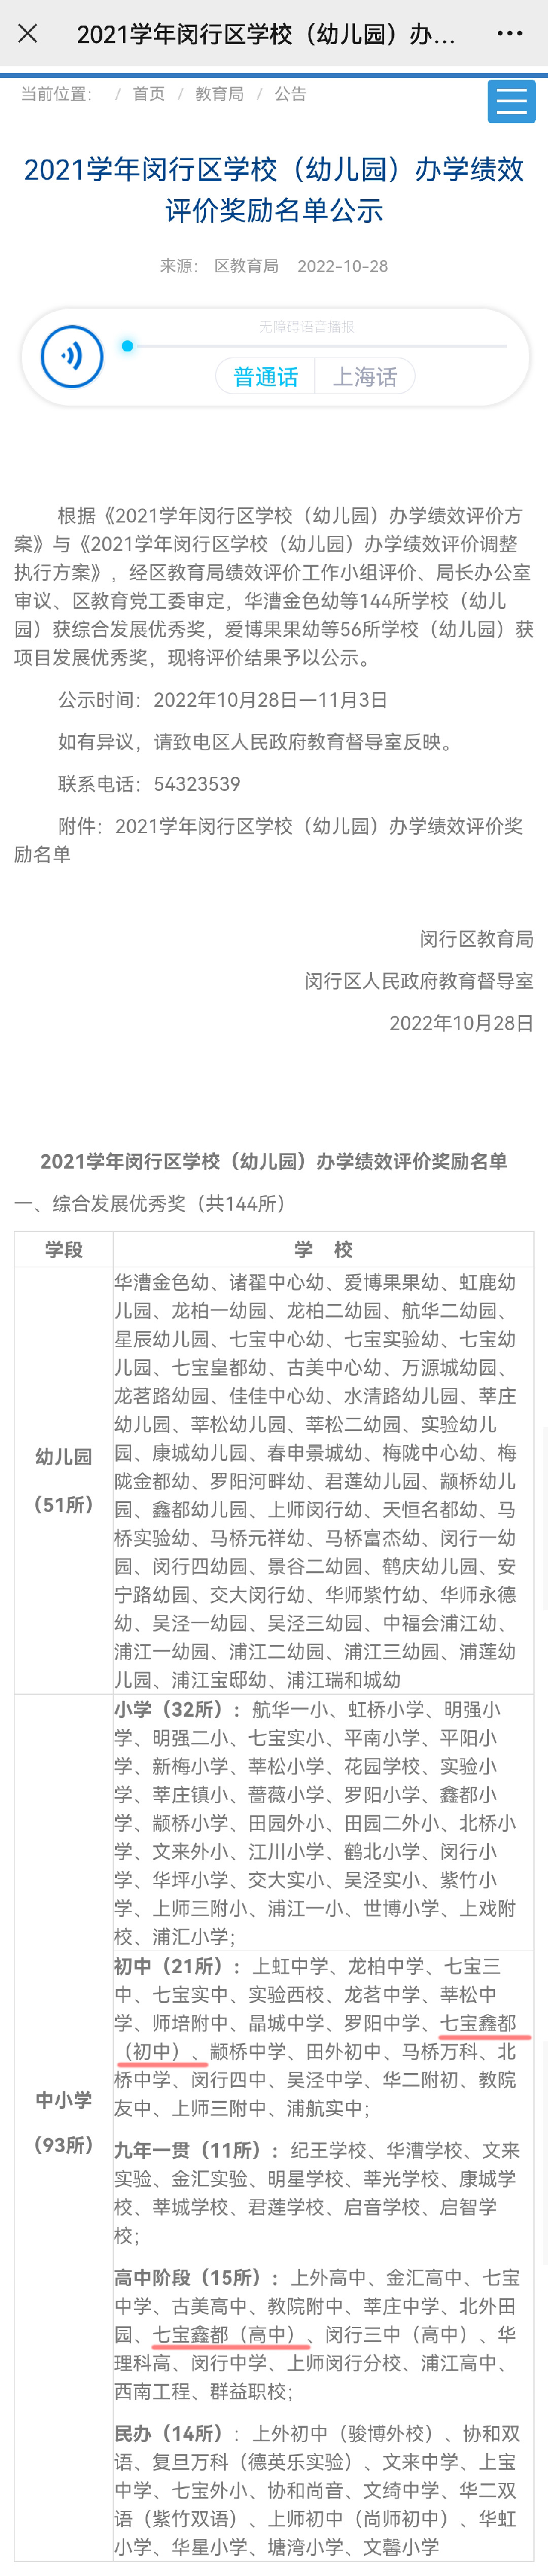 2021学年闵行区学校（幼儿园）办...
当前位置： / 首页 / 教育局 / 公告
2021学年闵行区学校（幼儿园）办学绩效
评价奖励名单公示
来源： 区教育局 2022-10-28
无障碍语音播报
普通话 上海话
根据《2021学年闵行区学校（幼儿园）办学绩效评价方
案》与《2021学年闵行区学校（幼儿园）办学绩效评价调整
执行方案》，经区教育局绩效评价工作小组评价、局长办公室
审议、区教育党工委审定，华漕金色幼等144所学校（幼儿
园）获综合发展优秀奖，爱博果果幼等56所学校（幼儿园）获
项目发展优秀奖，现将评价结果予以公示。
公示时间：2022年10月28日—11月3日
如有异议，请致电区人民政府教育督导室反映。
联系电话：54323539
附件：2021学年闵行区学校（幼儿园）办学绩效评价奖
励名单
闵行区教育局
闵行区人民政府教育督导室
2022年10月28日
2021学年闵行区学校（幼儿园）办学绩效评价奖励名单
一、综合发展优秀奖（共144所）
学段
学 校
幼儿园
（51所）
华漕金色幼、诸翟中心幼、爱博果果幼、虹鹿幼
儿园、龙柏一幼园、龙柏二幼园、航华二幼园、
星辰幼儿园、七宝中心幼、七宝实验幼、七宝幼
儿园、七宝皇都幼、古美中心幼、万源城幼园、
龙茗路幼园、佳佳中心幼、水清路幼儿园、莘庄
幼儿园、莘松幼儿园、莘松二幼园、实验幼儿
园、康城幼儿园、春申景城幼、梅陇中心幼、梅
陇金都幼、罗阳河畔幼、君莲幼儿园、颛桥幼儿
园、鑫都幼儿园、上师闵行幼、天恒名都幼、马
桥实验幼、马桥元祥幼、马桥富杰幼、闵行一幼
园、闵行四幼园、景谷二幼园、鹤庆幼儿园、安
宁路幼园、交大闵行幼、华师紫竹幼、华师永德
幼、吴泾一幼园、吴泾三幼园、中福会浦江幼、
浦江一幼园、浦江二幼园、浦江三幼园、浦莲幼
儿园、浦江宝邸幼、浦江瑞和城幼
中小学
（93所）
小学（32所）：航华一小、虹桥小学、明强小
学、明强二小、七宝实小、平南小学、平阳小
学、新梅小学、莘松小学、花园学校、实验小
学、莘庄镇小、蔷薇小学、罗阳小学、鑫都小
学、颛桥小学、田园外小、田园二外小、北桥小
学、文来外小、江川小学、鹤北小学、闵行小
学、华坪小学、交大实小、吴泾实小、紫竹小
学、上师三附小、浦江一小、世博小学、上戏附
校、浦汇小学；
初中（21所）：上虹中学、龙柏中学、七宝三
中、七宝实中、实验西校、龙茗中学、莘松中
学、师培附中、晶城中学、罗阳中学、七宝鑫都
（初中）、颛桥中学、田外初中、马桥万科、北
桥中学、闵行四中、吴泾中学、华二附初、教院
友中、上师三附中、浦航实中；
九年一贯（11所）：纪王学校、华漕学校、文来
实验、金汇实验、明星学校、莘光学校、康城学
校、莘城学校、君莲学校、启音学校、启智学
校；
高中阶段（15所）：上外高中、金汇高中、七宝
中学、古美高中、教院附中、莘庄中学、北外田
园、七宝鑫都（高中）、闵行三中（高中）、华
理科高、闵行中学、上师闵行分校、浦江高中、
西南工程、群益职校；
民办（14所）：上外初中（骏博外校）、协和双
语、复旦万科（德英乐实验）、文来中学、上宝
中学、七宝外小、协和尚音、文绮中学、华二双
语（紫竹双语）、上师初中（尚师初中）、华虹
小学、华星小学、塘湾小学、文馨小学